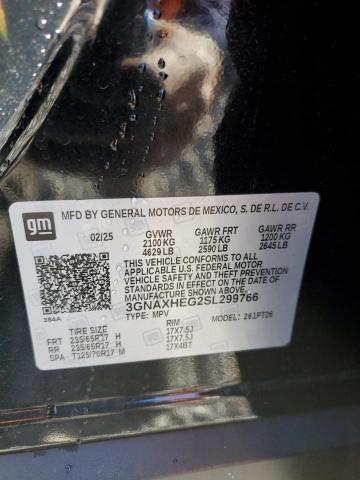 gm MFD BY GENERAL MOTORS DE MEXICO, S. DE R.L. DE C.V.
02/25 GVWR GAWR FRT GAWR RR
2100 KG 1175 KG 1200 KG
4629 LB 2590 LB 2645 LB
THIS VEHICLE CONFORMS TO ALL
APPLICABLE U.S. FEDERAL MOTOR
VEHICLE SAFETY AND THEFT PREVENTION
STANDARDS IN EFFECT ON THE DATE OF
MANUFACTURE SHOWN ABOVE.
3GNAXHEG2SL299766
384A TYPE: MPV MODEL: 261PT26
TIRE SIZE RIM
FRT 235/65R17 H 17X7.5J
RR 235/65R17 H 17X7.5J
SPA T125/70R17 M 17X4BT